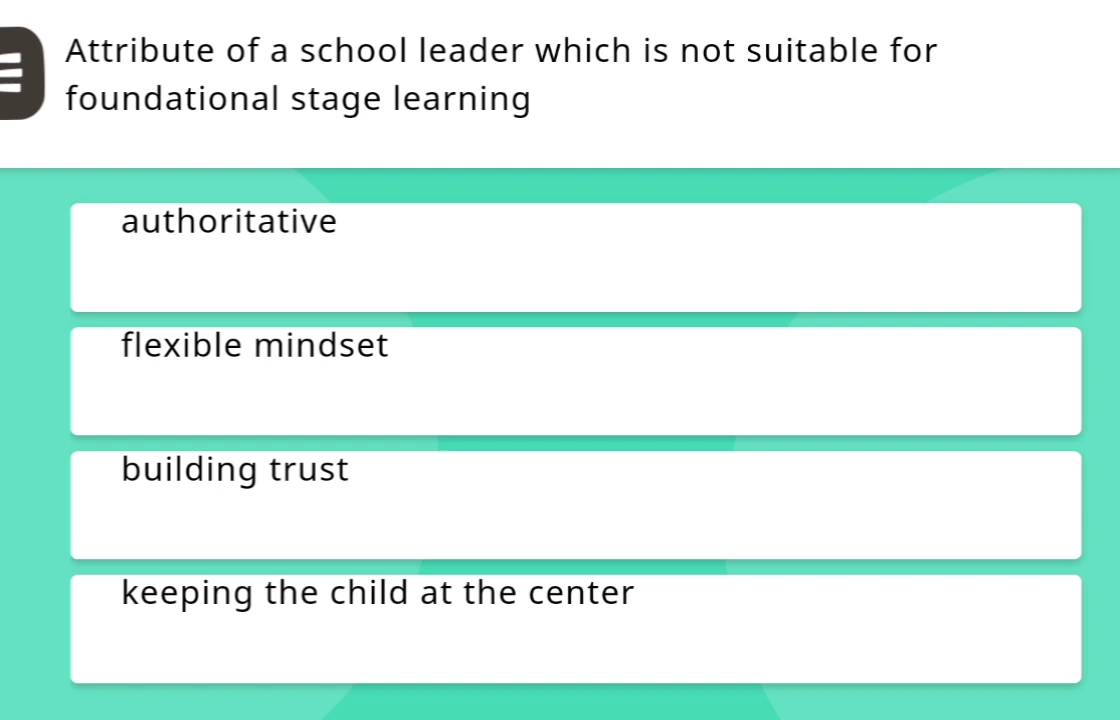 Attribute of a school leader which is not suitable for
foundational stage learning
authoritative
flexible mindset
building trust
keeping the child at the center